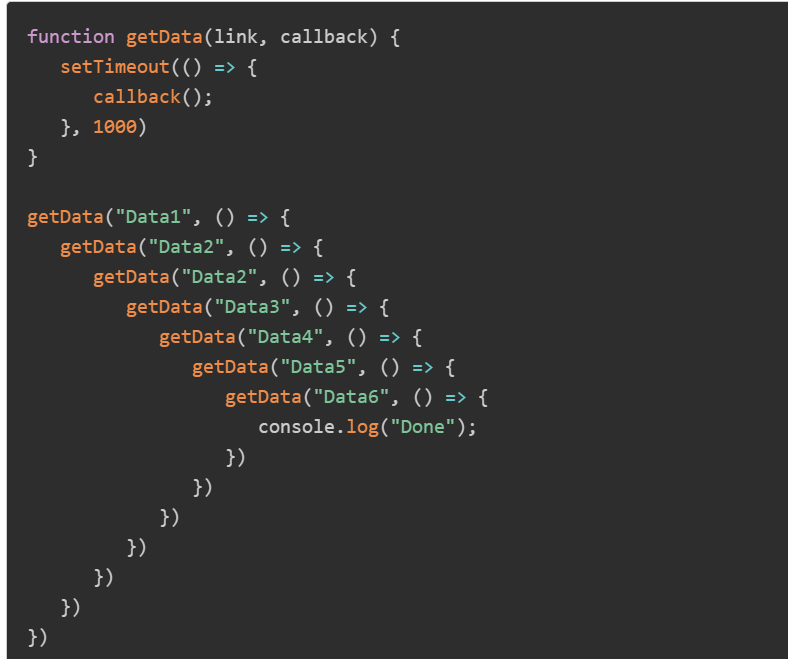 function getData(link, callback) {
   setTimeout(() => {
      callback();
   }, 1000)
}

getData("Data1", () => {
   getData("Data2", () => {
      getData("Data2", () => {
         getData("Data3", () => {
            getData("Data4", () => {
               getData("Data5", () => {
                  getData("Data6", () => {
                     console.log("Done");
                  })
               })
            })
         })
      })
   })
})